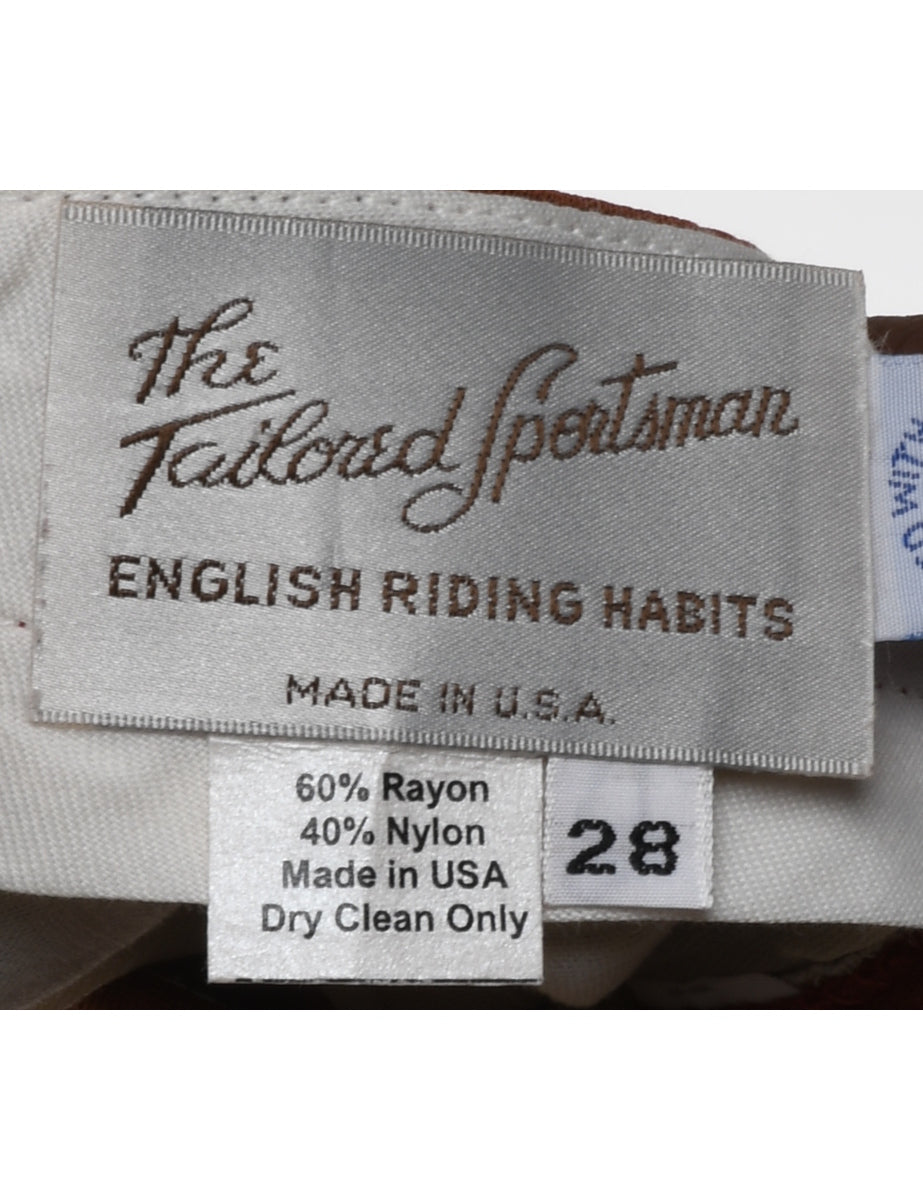 The
Tailored Sportsman
ENGLISH RIDING HABITS
MADE IN U.S.A.
60% Rayon
40% Nylon
Made in USA
Dry Clean Only
28